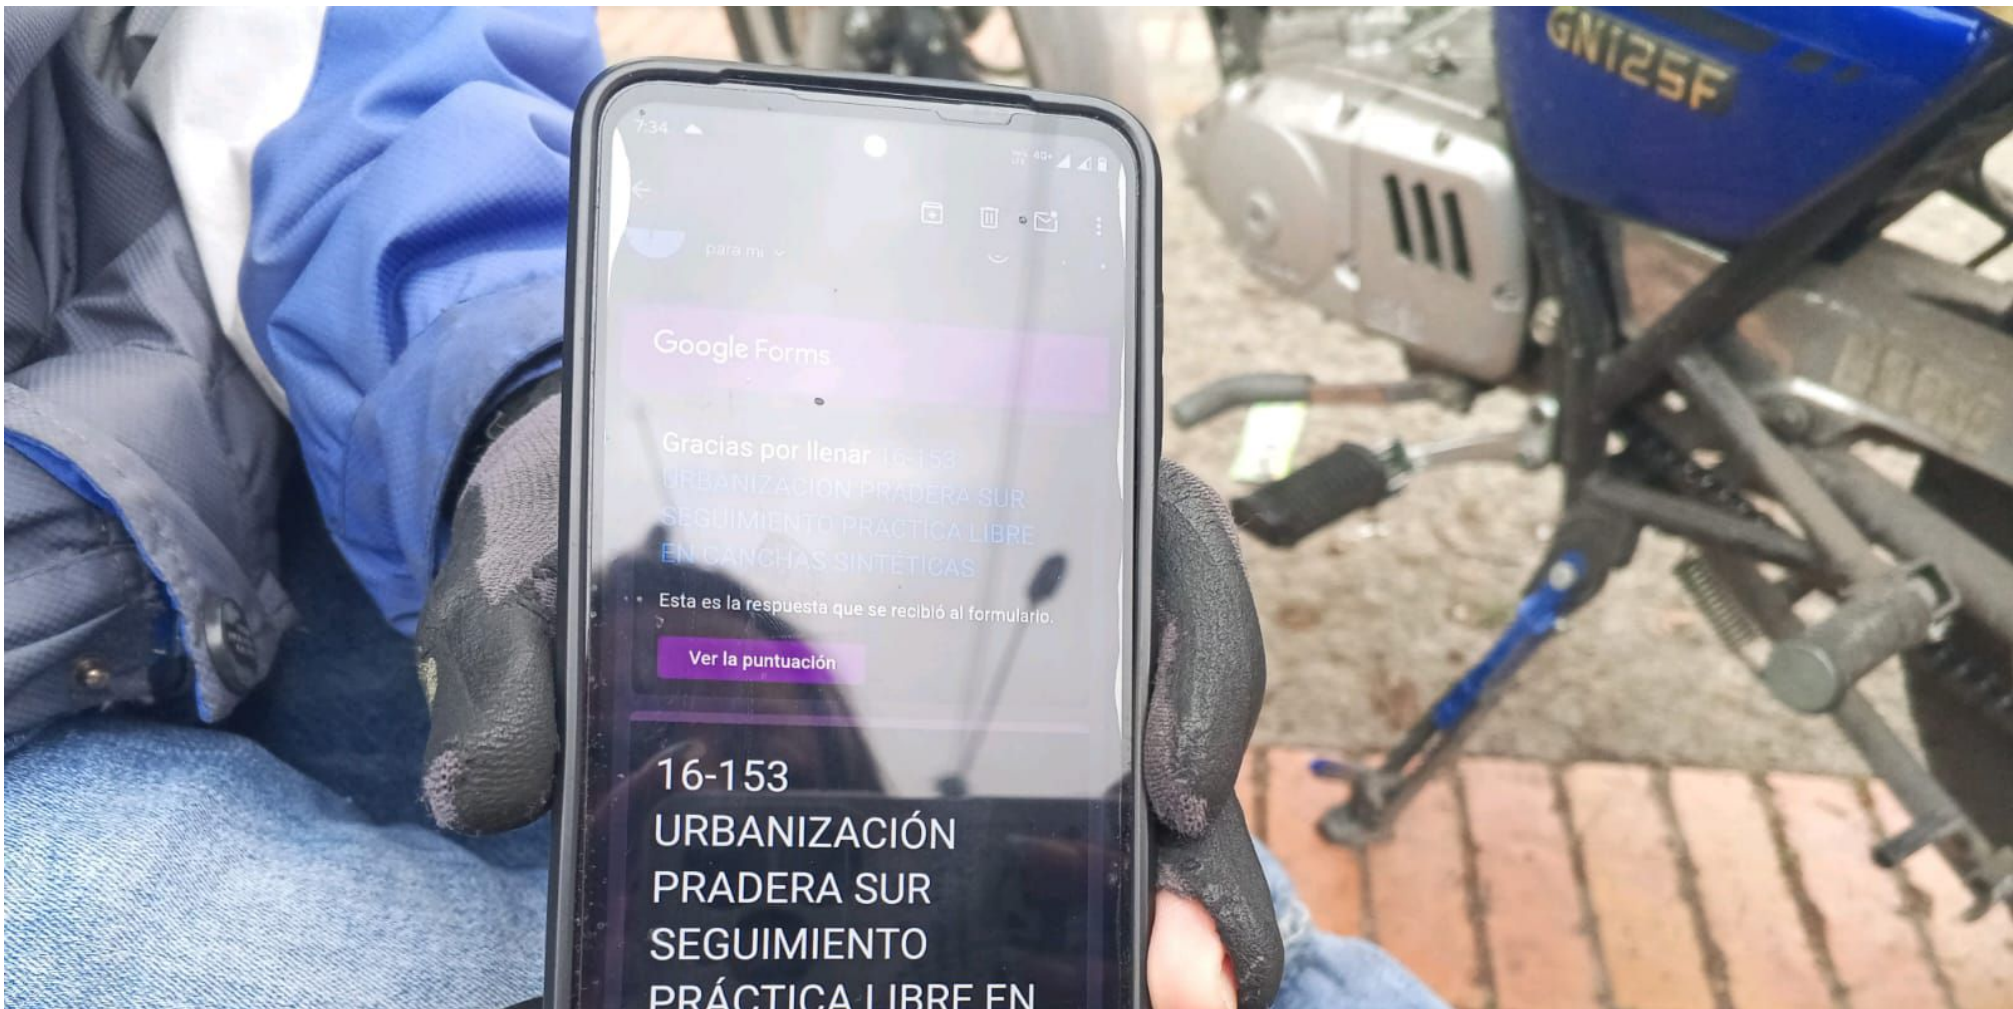 7:34
4G+
para mí
Google Forms
Gracias por llenar 16-153
URBANIZACIÓN PRADERA SUR
SEGUIMIENTO PRÁCTICA LIBRE
EN CANCHAS SINTÉTICAS
Esta es la respuesta que se recibió al formulario.
Ver la puntuación
16-153
URBANIZACIÓN
PRADERA SUR
SEGUIMIENTO
PRÁCTICA LIBRE EN
GN125F